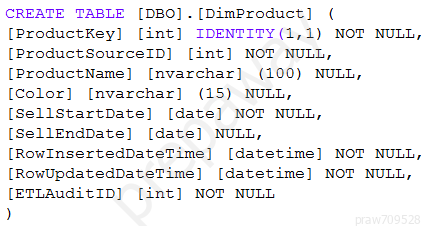 CREATE TABLE [DBO].[DimProduct] (
[ProductKey] [int] IDENTITY(1,1) NOT NULL,
[ProductSourceID] [int] NOT NULL,
[ProductName] [nvarchar] (100) NULL,
[Color] [nvarchar] (15) NULL,
[SellStartDate] [date] NOT NULL,
[SellEndDate] [date] NULL,
[RowInsertedDateTime] [datetime] NOT NULL,
[RowUpdatedDateTime] [datetime] NOT NULL,
[ETLAuditID] [int] NOT NULL
)
prepaway
praw709528